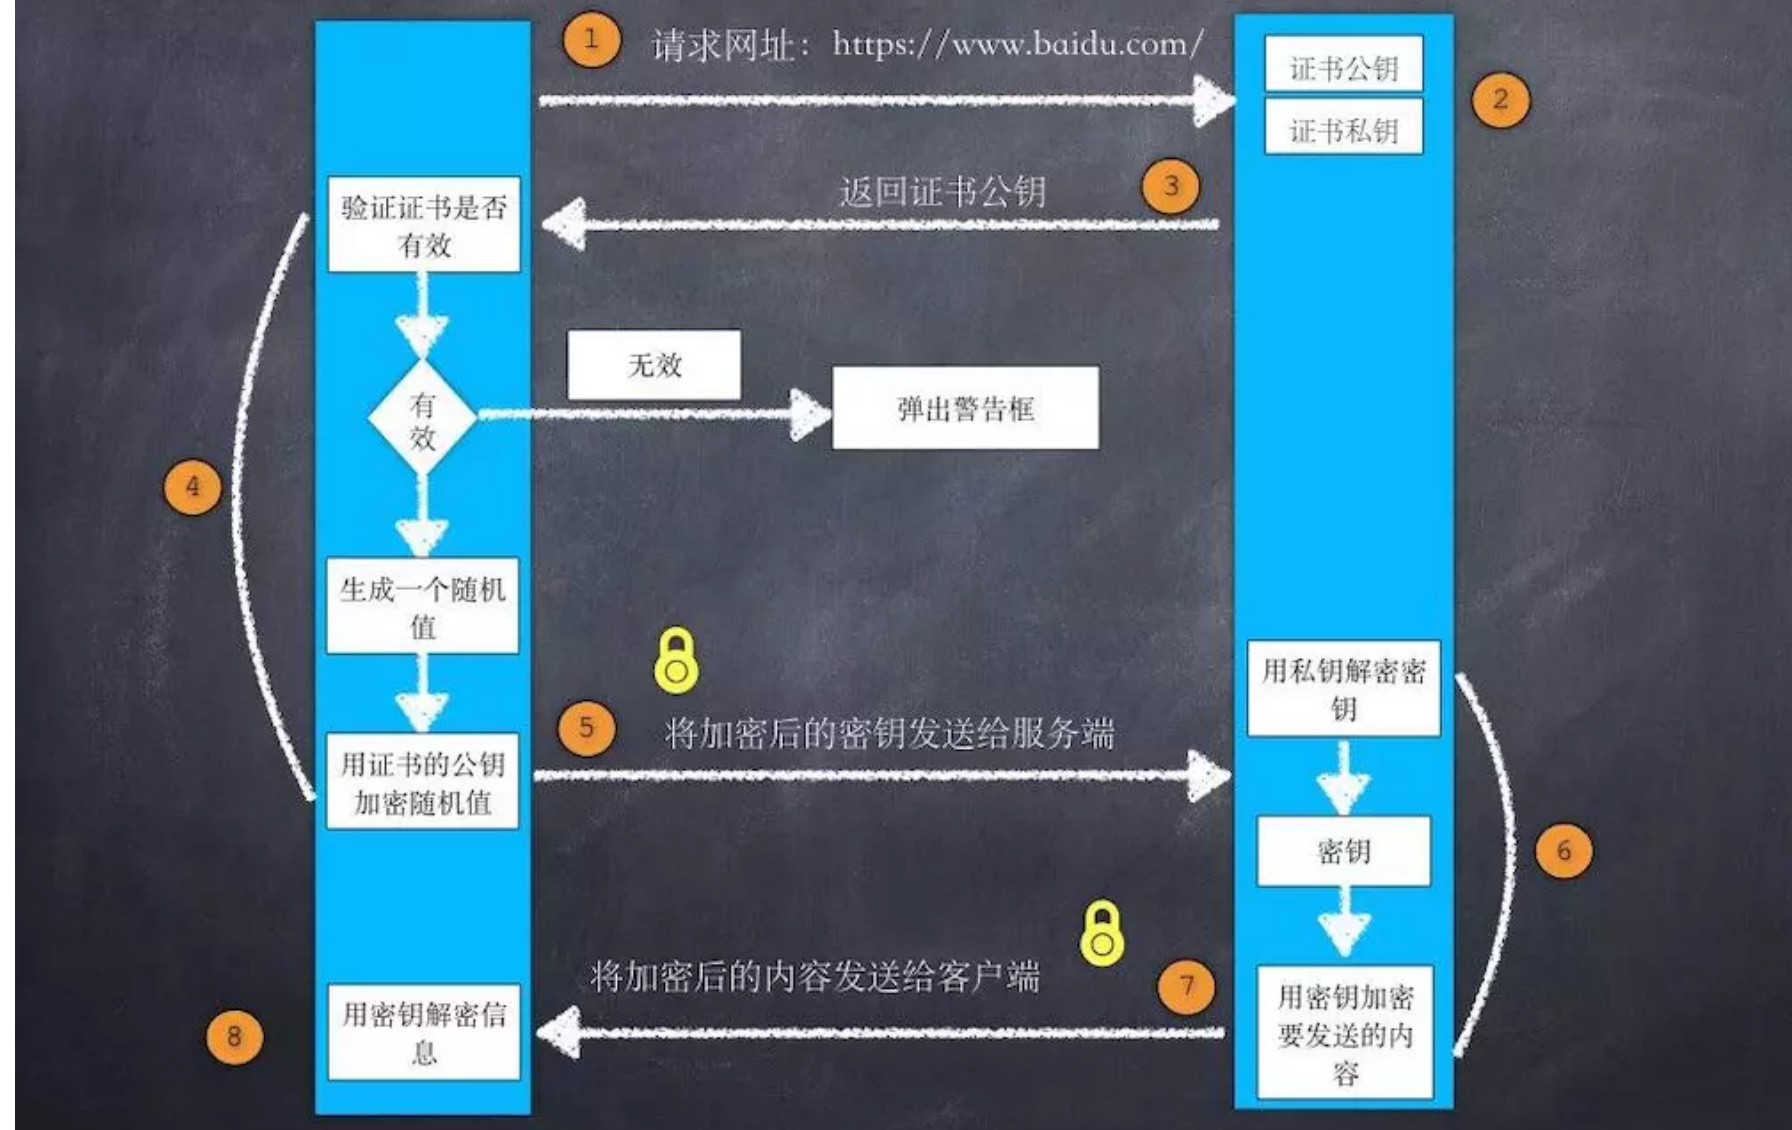 1
请求网址：https://www.baidu.com/
证书公钥
2
证书私钥
返回证书公钥
3
验证证书是否
有效
无效
有
效
弹出警告框
4
生成一个随机
值
用私钥解密密
钥
5
将加密后的密钥发送给服务端
用证书的公钥
加密随机值
密钥
6
将加密后的内容发送给客户端
7
用密钥加密
要发送的内
容
8
用密钥解密信
息